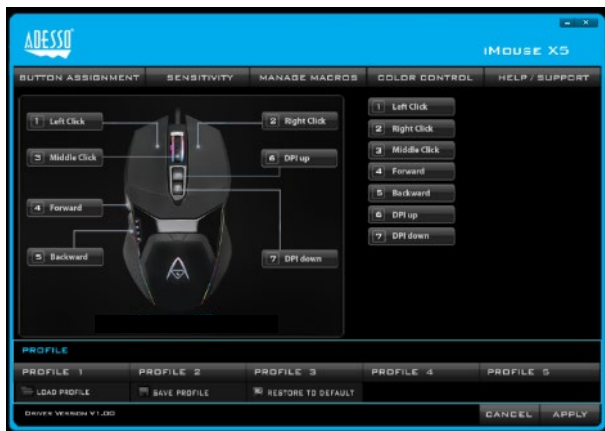 ADESSO
iMouse X5
BUTTON ASSIGNMENT SENSITIVITY MANAGE MACROS COLOR CONTROL HELP / SUPPORT
1 Left Click
2 Right Click
3 Middle Click
6 DPI up
4 Forward
5 Backward
7 DPI down
1 Left Click
2 Right Click
3 Middle Click
4 Forward
5 Backward
6 DPI up
7 DPI down
PROFILE
PROFILE 1 PROFILE 2 PROFILE 3 PROFILE 4 PROFILE 5
LOAD PROFILE SAVE PROFILE RESTORE TO DEFAULT
DRIVER VERSION V1.00
CANCEL APPLY